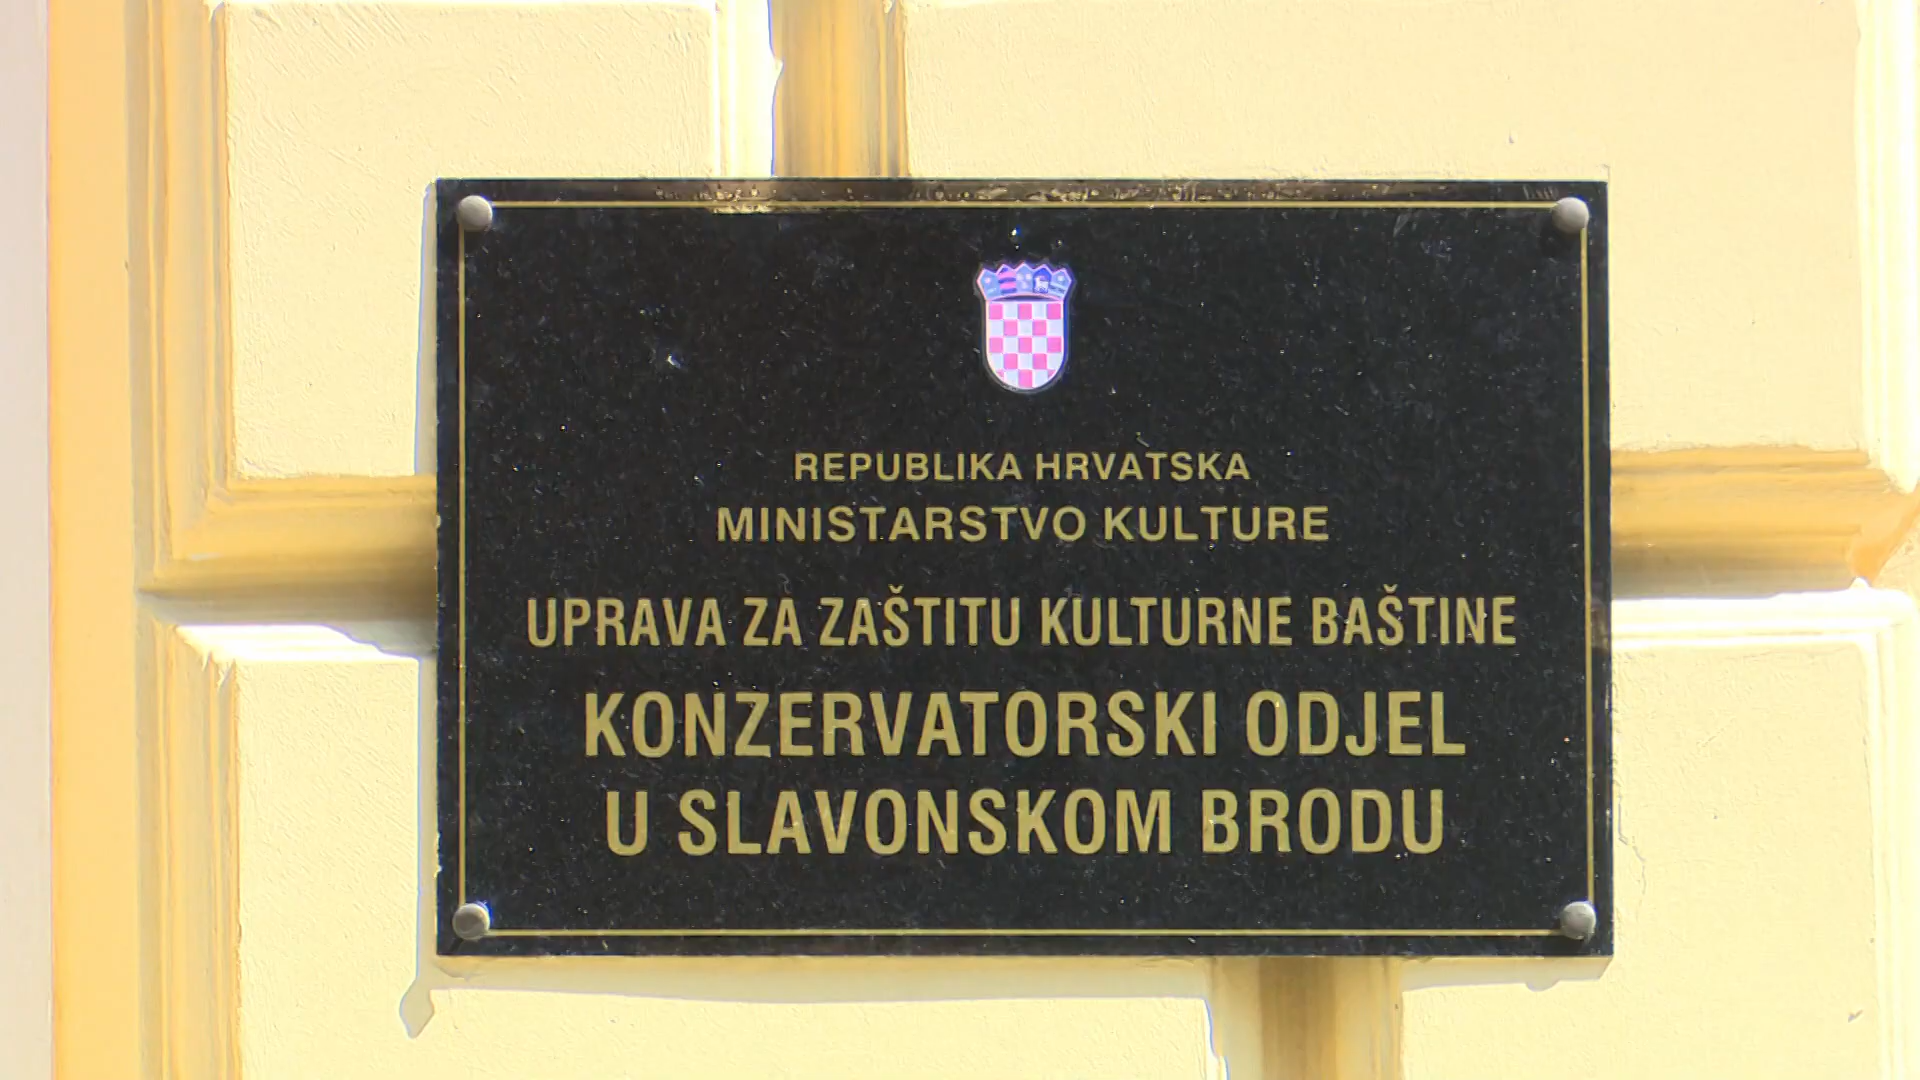 REPUBLIKA HRVATSKA
MINISTARSTVO KULTURE
UPRAVA ZA ZAŠTITU KULTURNE BAŠTINE
KONZERVATORSKI ODJEL
U SLAVONSKOM BRODU